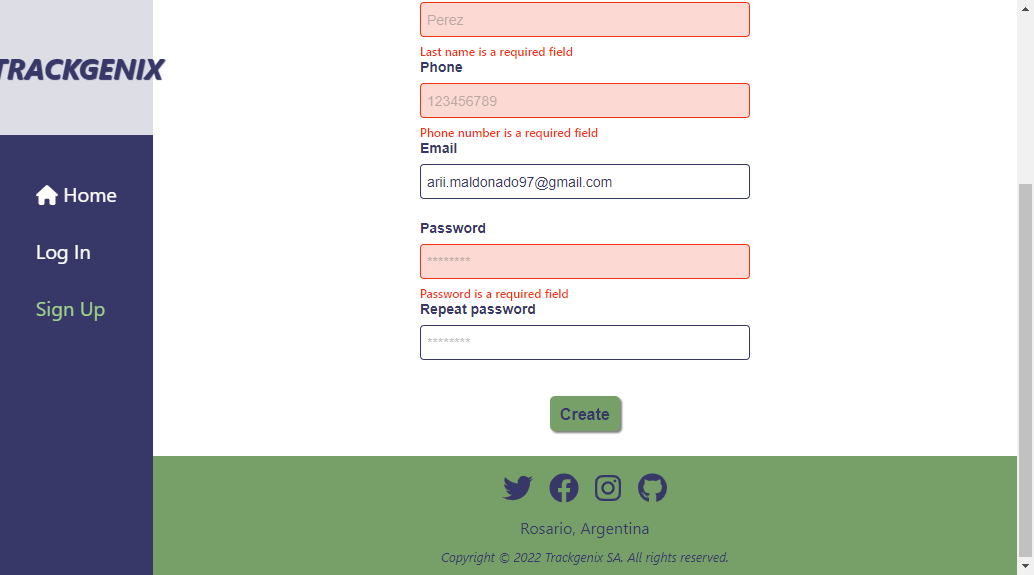 TRACKGENIX
Home
Log In
Sign Up
Perez
Last name is a required field
Phone
123456789
Phone number is a required field
Email
arii.maldonado97@gmail.com
Password
********
Password is a required field
Repeat password
********
Create
Rosario, Argentina
Copyright © 2022 Trackgenix SA. All rights reserved.